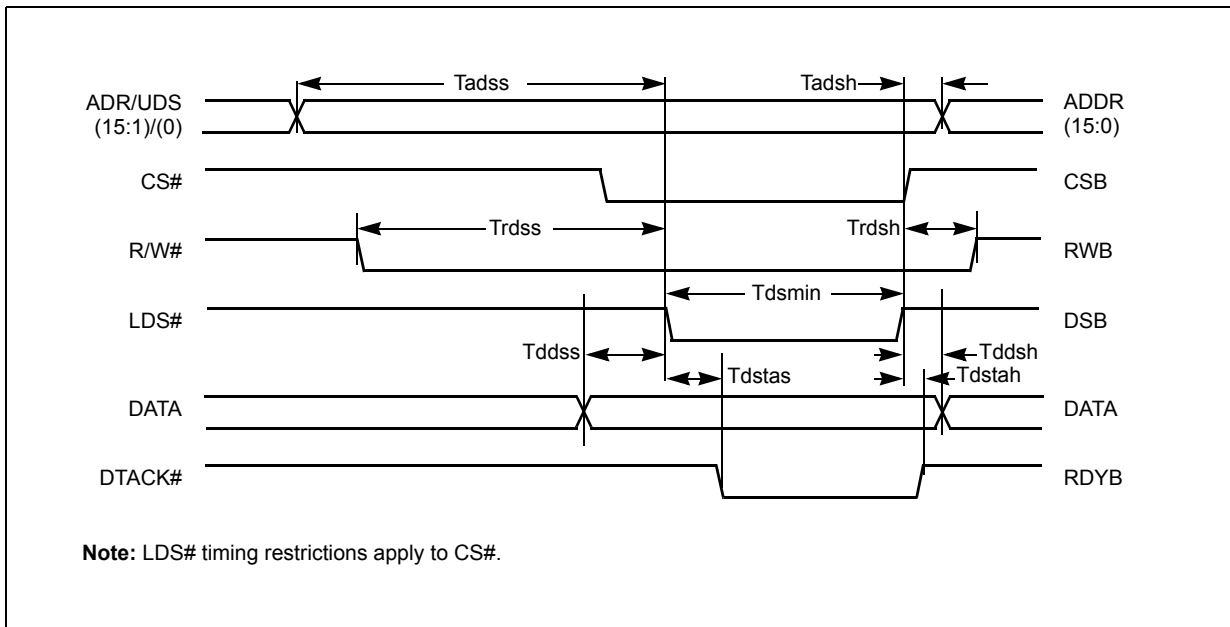 Tadss
Tadsh
ADR/UDS
(15:1)/(0)
ADDR
(15:0)
CS#
CSB
Trdss
Trdsh
R/W#
RWB
Tdsmin
LDS#
DSB
Tddss
Tddsh
Tdstas
Tdstah
DATA
DATA
DTACK#
RDYB
Note: LDS# timing restrictions apply to CS#.